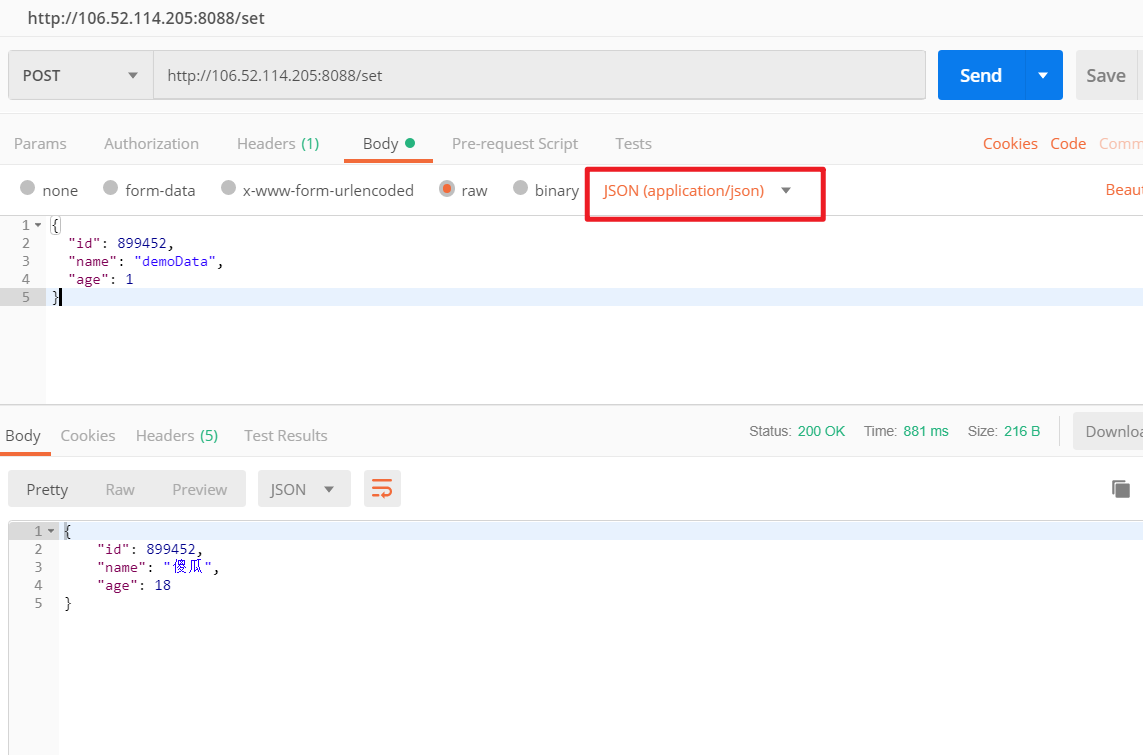 http://106.52.114.205:8088/set
POST http://106.52.114.205:8088/set Send Save
Params Authorization Headers (1) Body Pre-request Script Tests Cookies Code Comm
none form-data x-www-form-urlencoded raw binary JSON (application/json) Beaut
1 {
2 "id": 899452,
3 "name": "demoData",
4 "age": 1
5 }
Body Cookies Headers (5) Test Results Status: 200 OK Time: 881 ms Size: 216 B Downloa
Pretty Raw Preview JSON
1 {
2 "id": 899452,
3 "name": "傻瓜",
4 "age": 18
5 }